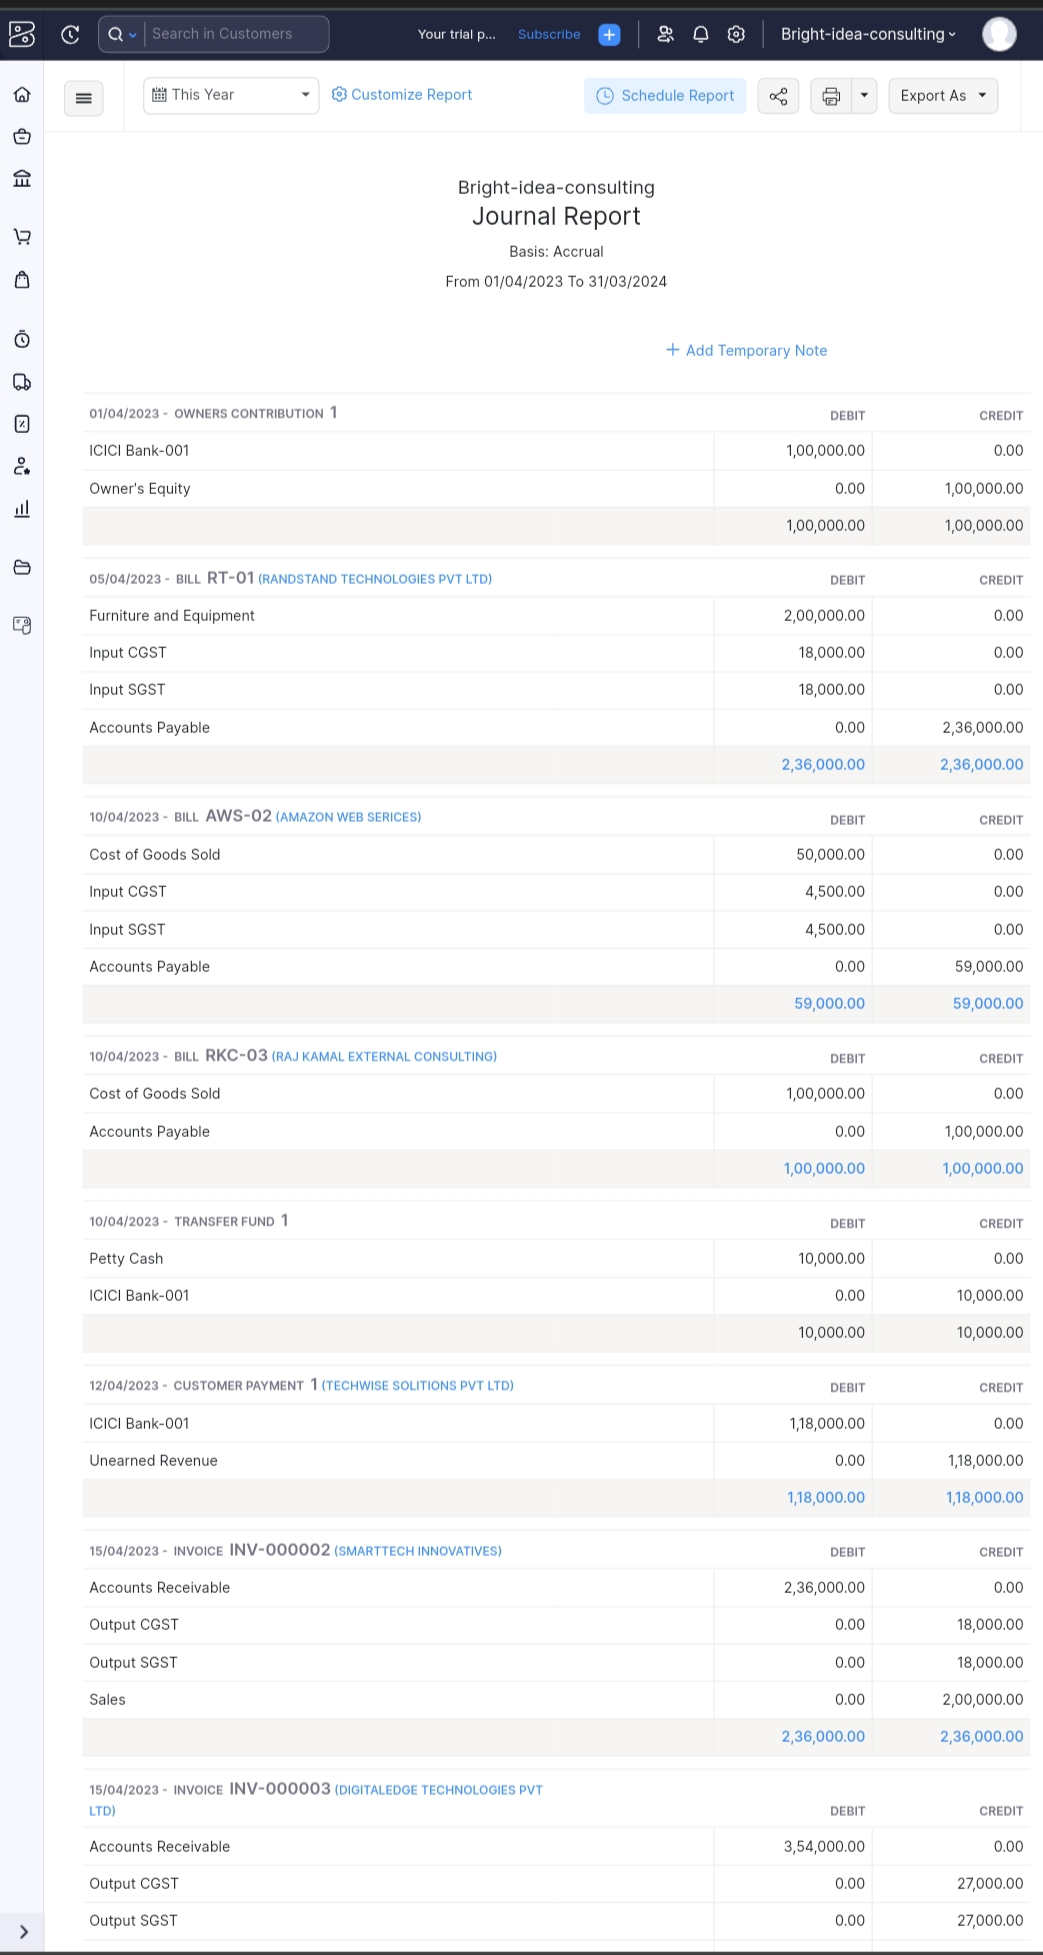 Search in Customers
Your trial p...
Subscribe
Bright-idea-consulting
This Year
Customize Report
Schedule Report
Export As
Bright-idea-consulting
Journal Report
Basis: Accrual
From 01/04/2023 To 31/03/2024
+ Add Temporary Note
01/04/2023 - OWNERS CONTRIBUTION 1 DEBIT CREDIT
ICICI Bank-001 1,00,000.00 0.00
Owner's Equity 0.00 1,00,000.00
1,00,000.00 1,00,000.00
05/04/2023 - BILL RT-01 (RANDSTAND TECHNOLOGIES PVT LTD) DEBIT CREDIT
Furniture and Equipment 2,00,000.00 0.00
Input CGST 18,000.00 0.00
Input SGST 18,000.00 0.00
Accounts Payable 0.00 2,36,000.00
2,36,000.00 2,36,000.00
10/04/2023 - BILL AWS-02 (AMAZON WEB SERICES) DEBIT CREDIT
Cost of Goods Sold 50,000.00 0.00
Input CGST 4,500.00 0.00
Input SGST 4,500.00 0.00
Accounts Payable 0.00 59,000.00
59,000.00 59,000.00
10/04/2023 - BILL RKC-03 (RAJ KAMAL EXTERNAL CONSULTING) DEBIT CREDIT
Cost of Goods Sold 1,00,000.00 0.00
Accounts Payable 0.00 1,00,000.00
1,00,000.00 1,00,000.00
10/04/2023 - TRANSFER FUND 1 DEBIT CREDIT
Petty Cash 10,000.00 0.00
ICICI Bank-001 0.00 10,000.00
10,000.00 10,000.00
12/04/2023 - CUSTOMER PAYMENT 1 (TECHWISE SOLITIONS PVT LTD) DEBIT CREDIT
ICICI Bank-001 1,18,000.00 0.00
Unearned Revenue 0.00 1,18,000.00
1,18,000.00 1,18,000.00
15/04/2023 - INVOICE INV-000002 (SMARTTECH INNOVATIVES) DEBIT CREDIT
Accounts Receivable 2,36,000.00 0.00
Output CGST 0.00 18,000.00
Output SGST 0.00 18,000.00
Sales 0.00 2,00,000.00
2,36,000.00 2,36,000.00
15/04/2023 - INVOICE INV-000003 (DIGITALEDGE TECHNOLOGIES PVT
LTD) DEBIT CREDIT
Accounts Receivable 3,54,000.00 0.00
Output CGST 0.00 27,000.00
Output SGST 0.00 27,000.00